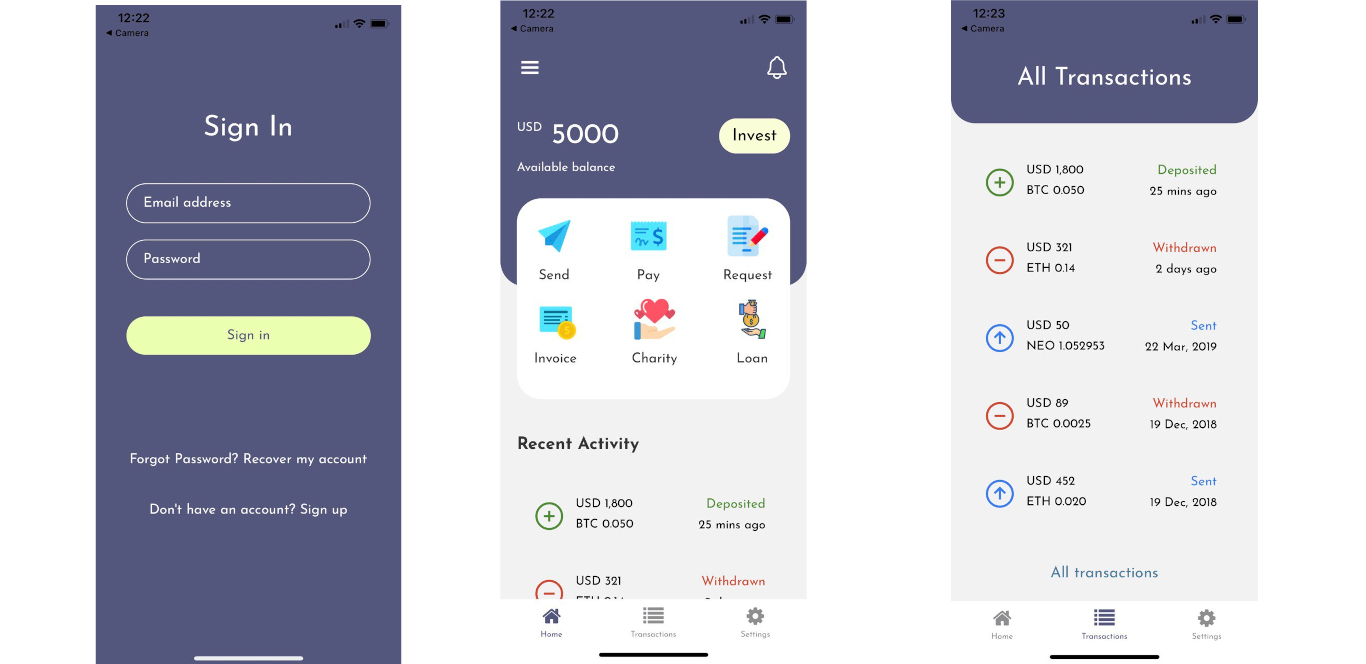 12:22
◀ Camera
Sign In
Email address
Password
Sign in
Forgot Password? Recover my account
Don't have an account? Sign up
12:22
◀ Camera
USD 5000
Invest
Available balance
$
Send Pay Request
$
Invoice Charity Loan
Recent Activity
USD 1,800 Deposited
BTC 0.050 25 mins ago
USD 321 Withdrawn
Home Transactions Settings
12:23
◀ Camera
All Transactions
USD 1,800 Deposited
BTC 0.050 25 mins ago
USD 321 Withdrawn
ETH 0.14 2 days ago
USD 50 Sent
NEO 1.052953 22 Mar, 2019
USD 89 Withdrawn
BTC 0.0025 19 Dec, 2018
USD 452 Sent
ETH 0.020 19 Dec, 2018
All transactions
Home Transactions Settings